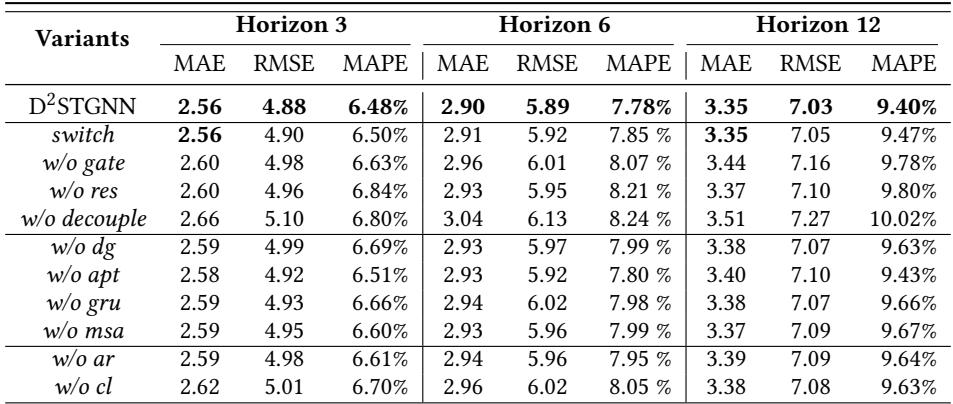 Variants Horizon 3 Horizon 6 Horizon 12
MAE RMSE MAPE MAE RMSE MAPE MAE RMSE MAPE
D²STGNN 2.56 4.88 6.48% 2.90 5.89 7.78% 3.35 7.03 9.40%
switch 2.56 4.90 6.50% 2.91 5.92 7.85 % 3.35 7.05 9.47%
w/o gate 2.60 4.98 6.63% 2.96 6.01 8.07 % 3.44 7.16 9.78%
w/o res 2.60 4.96 6.84% 2.93 5.95 8.21 % 3.37 7.10 9.80%
w/o decouple 2.66 5.10 6.80% 3.04 6.13 8.24 % 3.51 7.27 10.02%
w/o dg 2.59 4.99 6.69% 2.93 5.97 7.99 % 3.38 7.07 9.63%
w/o apt 2.58 4.92 6.51% 2.93 5.92 7.80 % 3.40 7.10 9.43%
w/o gru 2.59 4.93 6.66% 2.94 6.02 7.98 % 3.38 7.07 9.66%
w/o msa 2.59 4.95 6.60% 2.93 5.96 7.99 % 3.37 7.09 9.67%
w/o ar 2.59 4.98 6.61% 2.94 5.96 7.95 % 3.39 7.09 9.64%
w/o cl 2.62 5.01 6.70% 2.96 6.02 8.05 % 3.38 7.08 9.63%